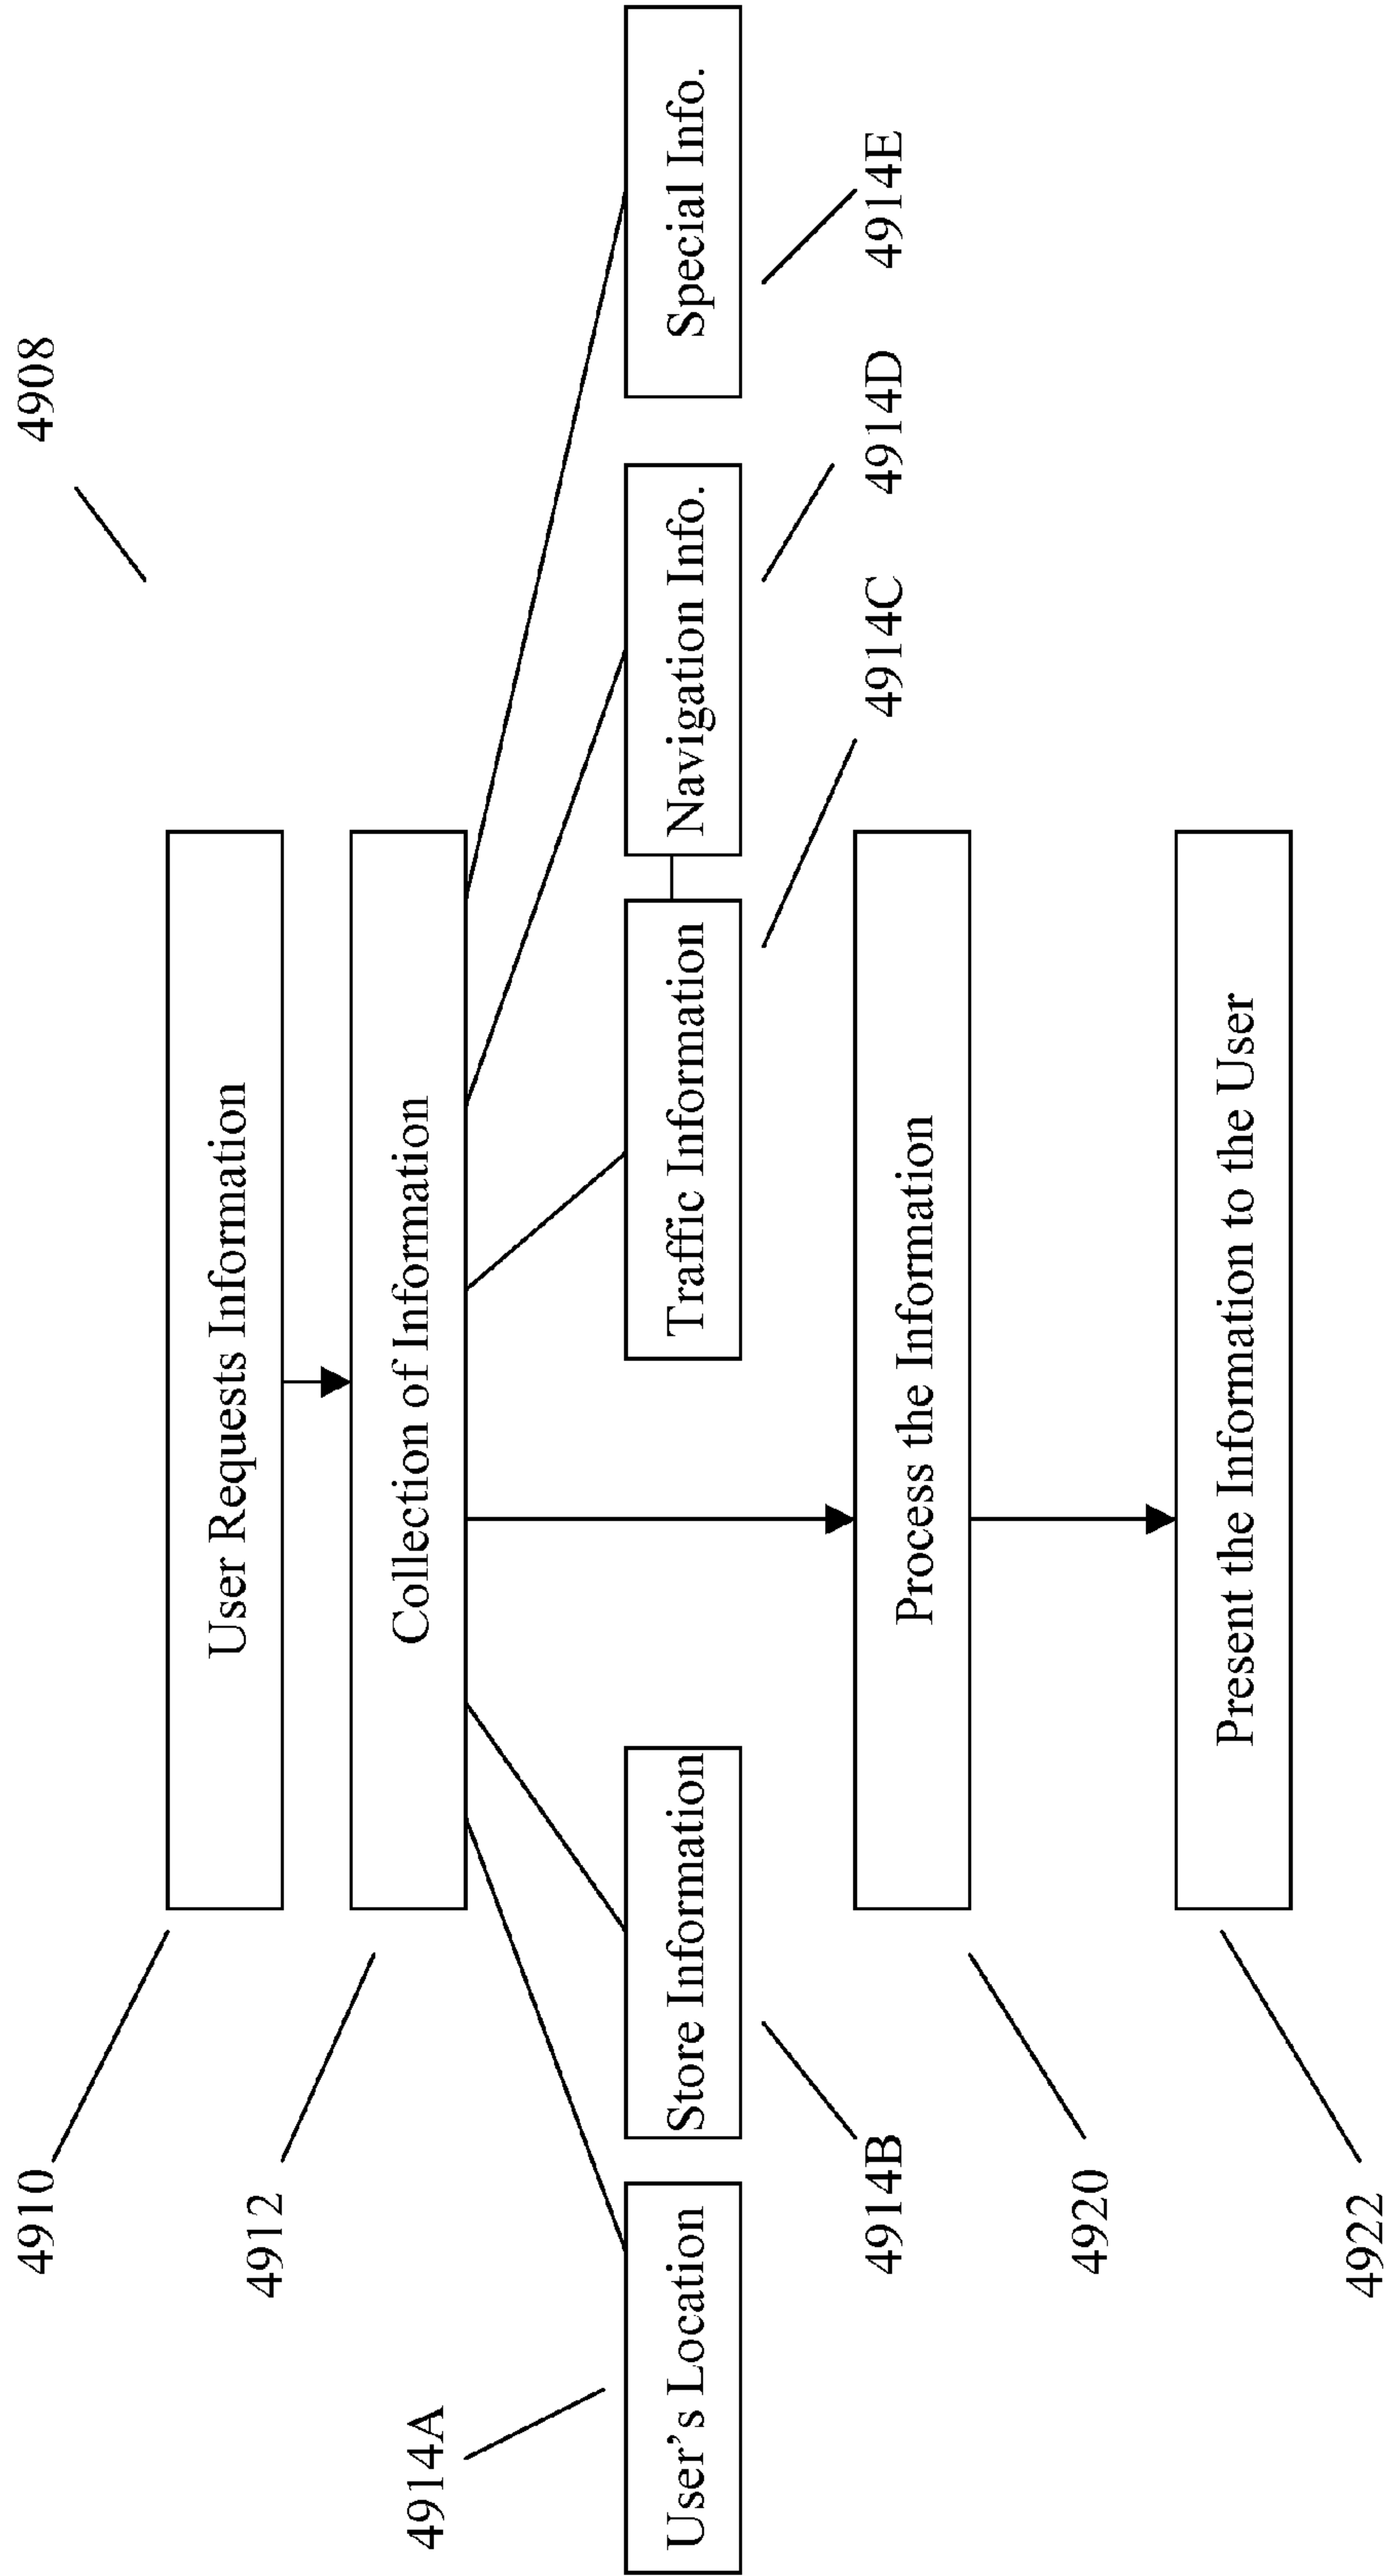 4908
4910
User Requests Information
4912
Collection of Information
4914A
User's Location
Store Information
Traffic Information
Navigation Info.
Special Info.
4914B
4914C
4914D
4914E
Process the Information
4920
Present the Information to the User
4922